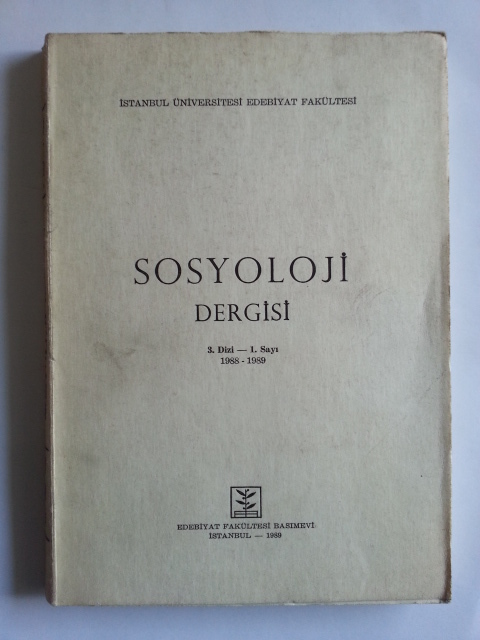 İSTANBUL ÜNİVERSİTESİ EDEBİYAT FAKÜLTESİ
SOSYOLOJİ
DERGİSİ
3. Dizi — 1. Sayı
1988 - 1989
EDEBİYAT FAKÜLTESİ BASIMEVİ
İSTANBUL — 1989